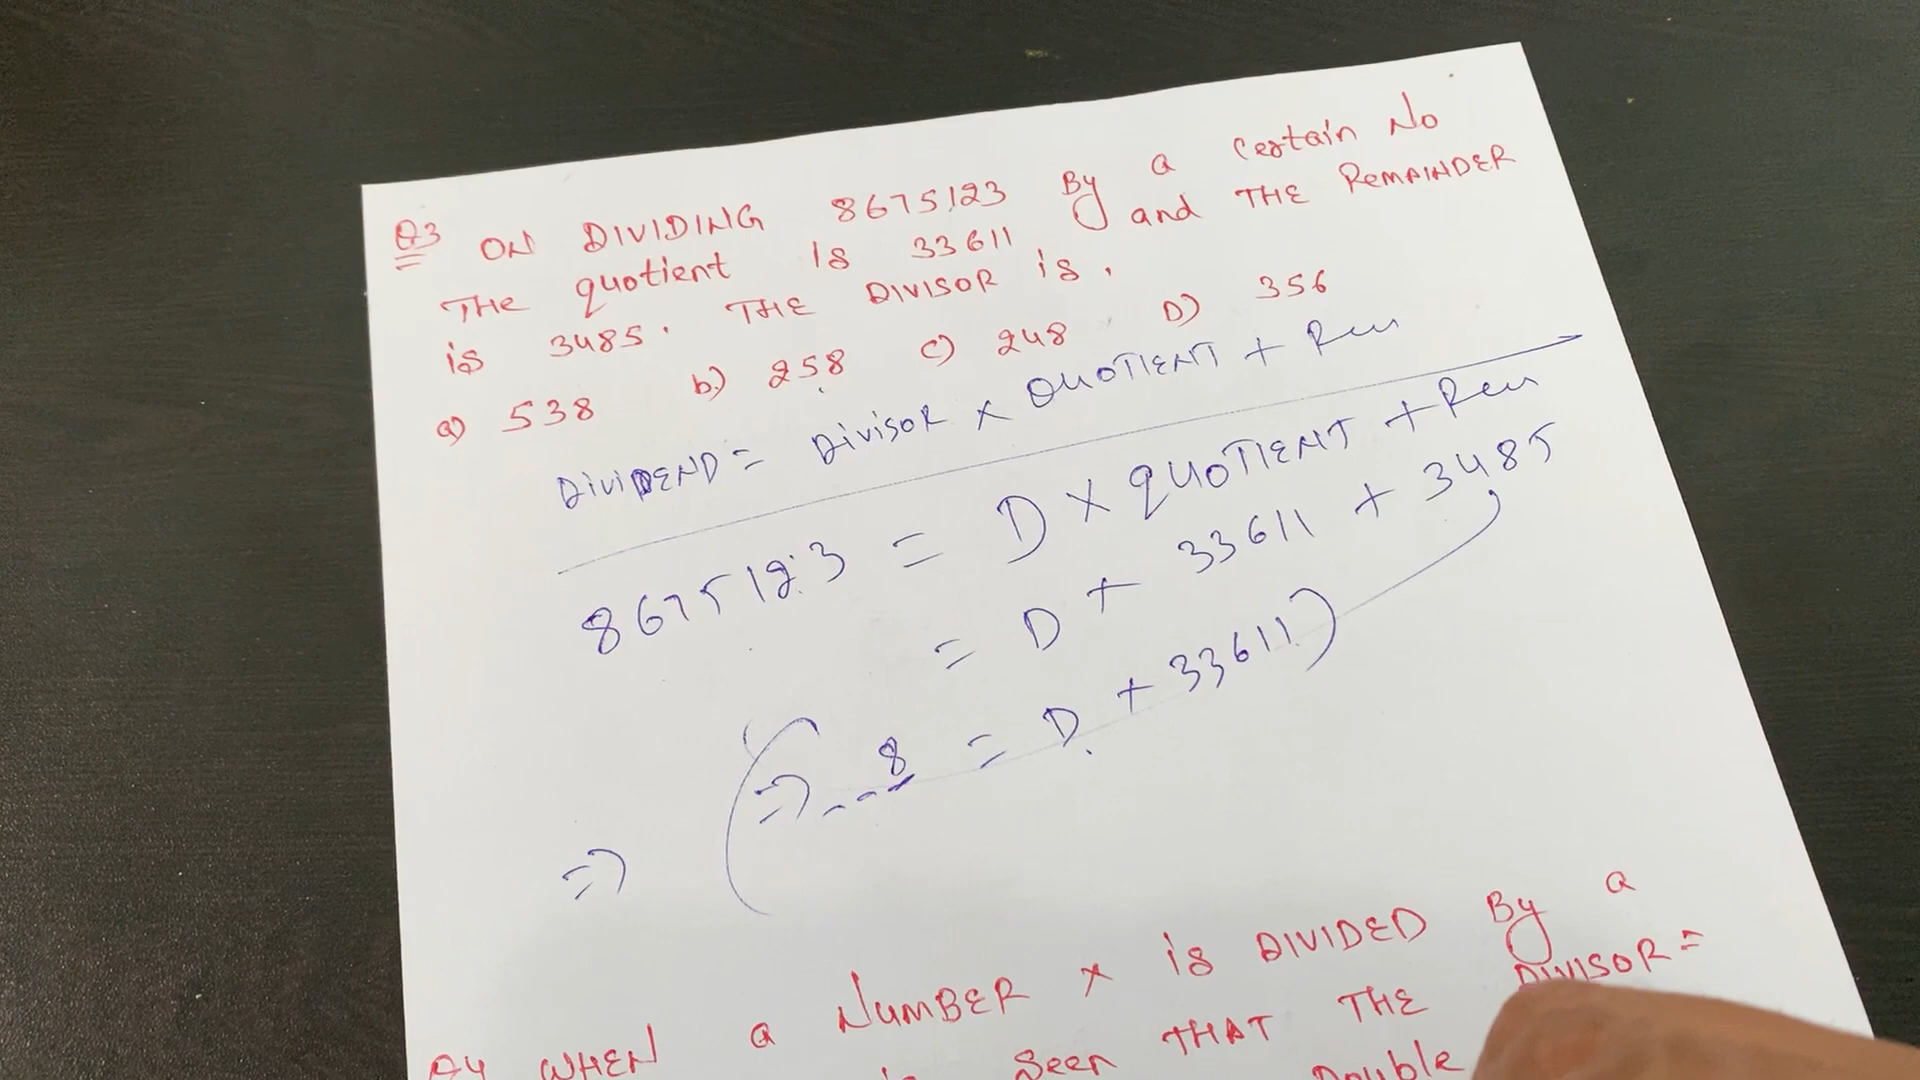 Q3 ON DIVIDING 8675123 By a certain No
THE quotient is 33611, and THE REMAINDER
is 3485. THE DIVISOR is.
a) 538 b) 258 c) 248 D) 356
DIVIDEND = DIVISOR × QUOTIENT + Rem
8675123 = D × QUOTIENT + Rem
= D + 33611 + 3485
=> ---8 = D + 33611)
=>
Q4 WHEN a NUMBER x is DIVIDED By a
Seen THAT THE DIVISOR =
Double